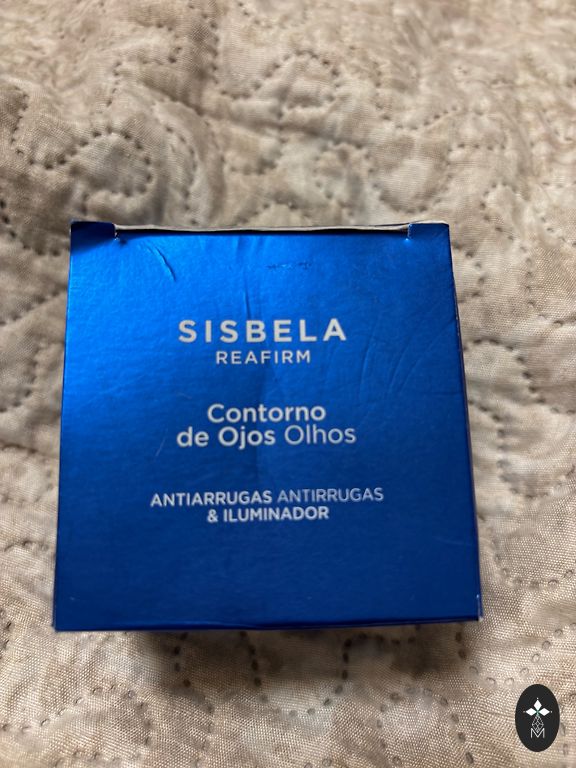 SISBELA
REAFIRM
Contorno
de Ojos Olhos
ANTIARRUGAS ANTIRRUGAS
& ILUMINADOR
M